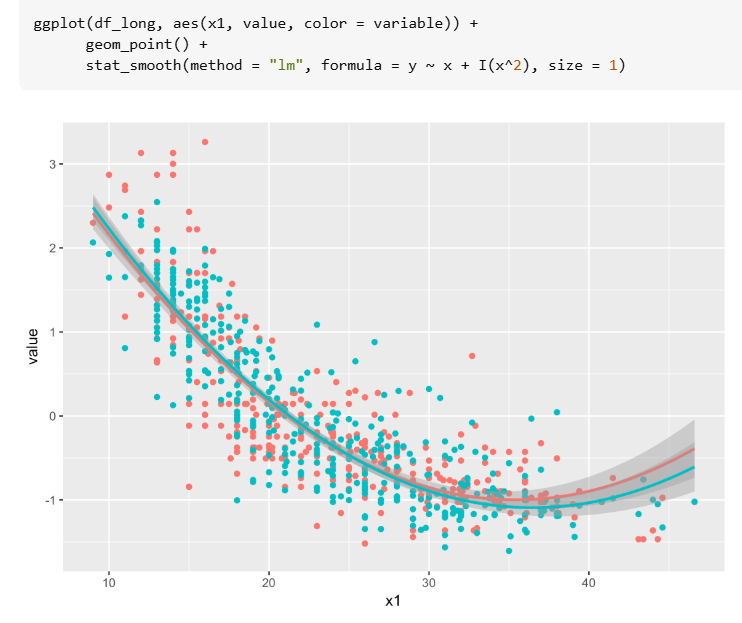 ggplot(df_long, aes(x1, value, color = variable)) +
geom_point() +
stat_smooth(method = "lm", formula = y ~ x + I(x^2), size = 1)
3
2
1
0
-1
value
10 20 30 40
x1